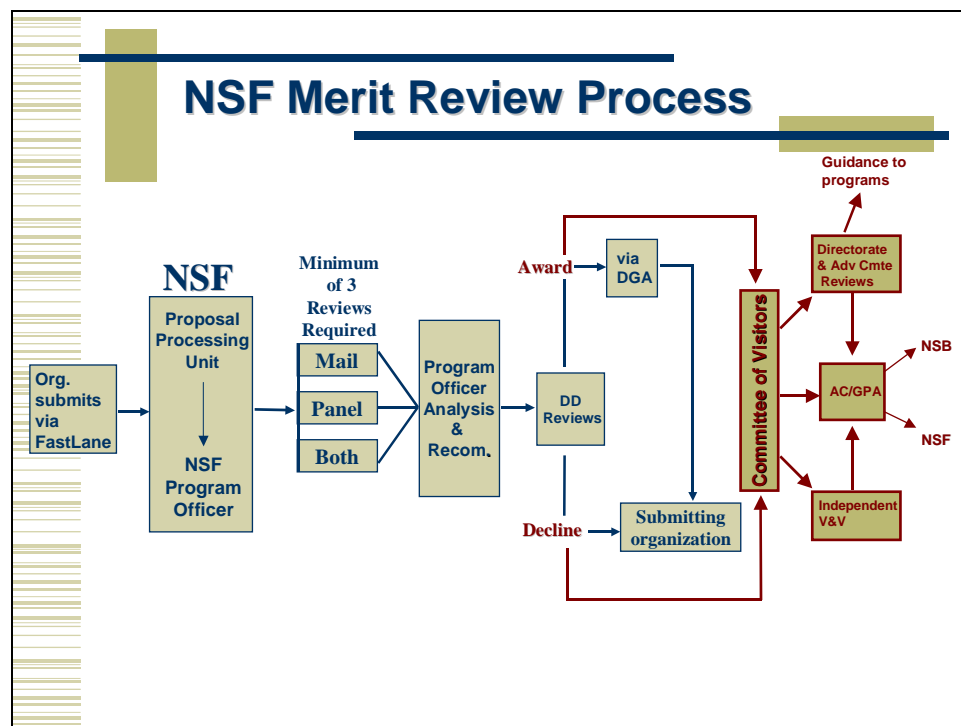 NSF Merit Review Process
Org.
submits
via
FastLane
NSF
Proposal
Processing
Unit
NSF
Program
Officer
Minimum
of 3
Reviews
Required
Mail
Panel
Both
Program
Officer
Analysis
&
Recom.
DD
Reviews
Award
via
DGA
Decline
Submitting
organization
Committee of Visitors
Guidance to
programs
Directorate
& Adv Cmte
Reviews
AC/GPA
NSB
NSF
Independent
V&V